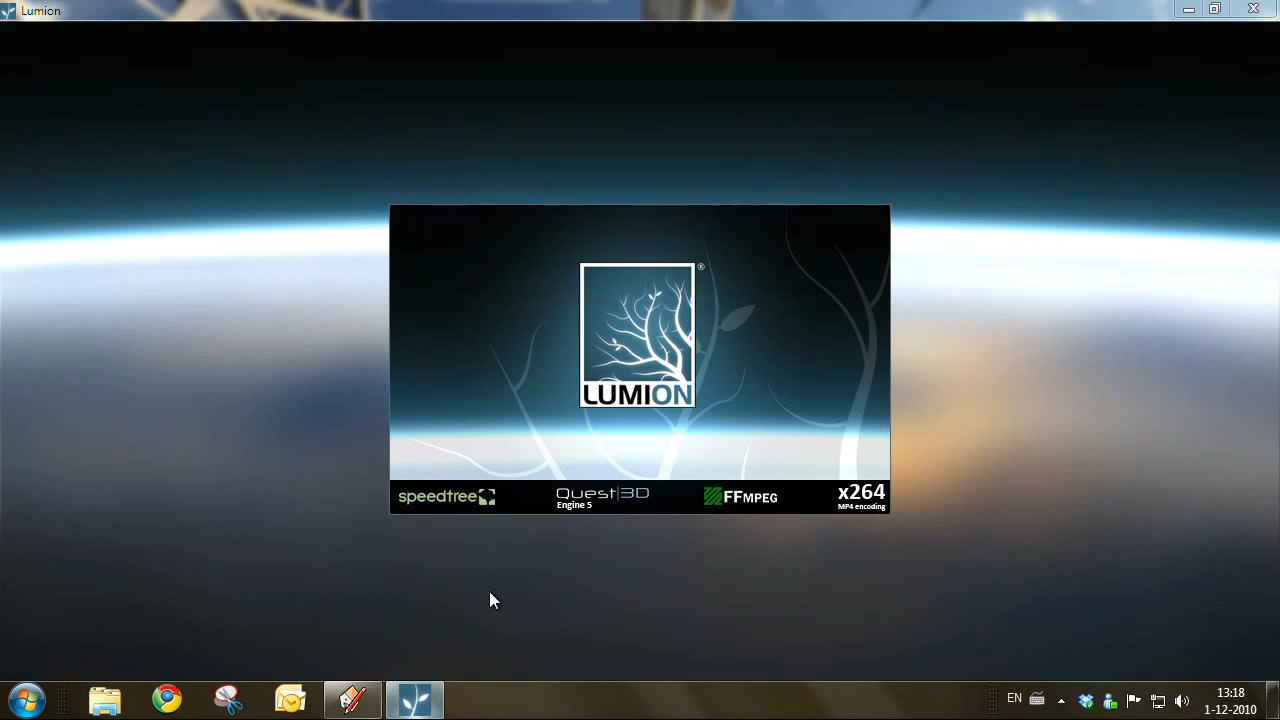 Lumion
®
LUMION
speedtree
Quest3D
Engine 5
FFMPEG
x264
MP4 encoding
EN
13:18
1-12-2010